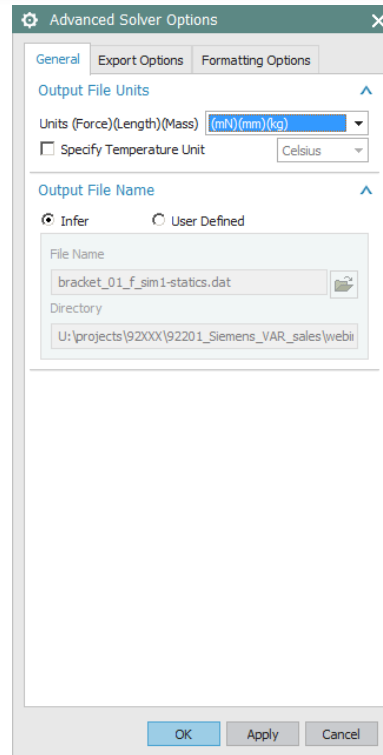 Advanced Solver Options
General Export Options Formatting Options
Output File Units
Units (Force)(Length)(Mass) (mN)(mm)(kg)
Specify Temperature Unit Celsius
Output File Name
Infer User Defined
File Name
bracket_01_f_sim1-statics.dat
Directory
U:\projects\92XXX\92201_Siemens_VAR_sales\webin
OK Apply Cancel